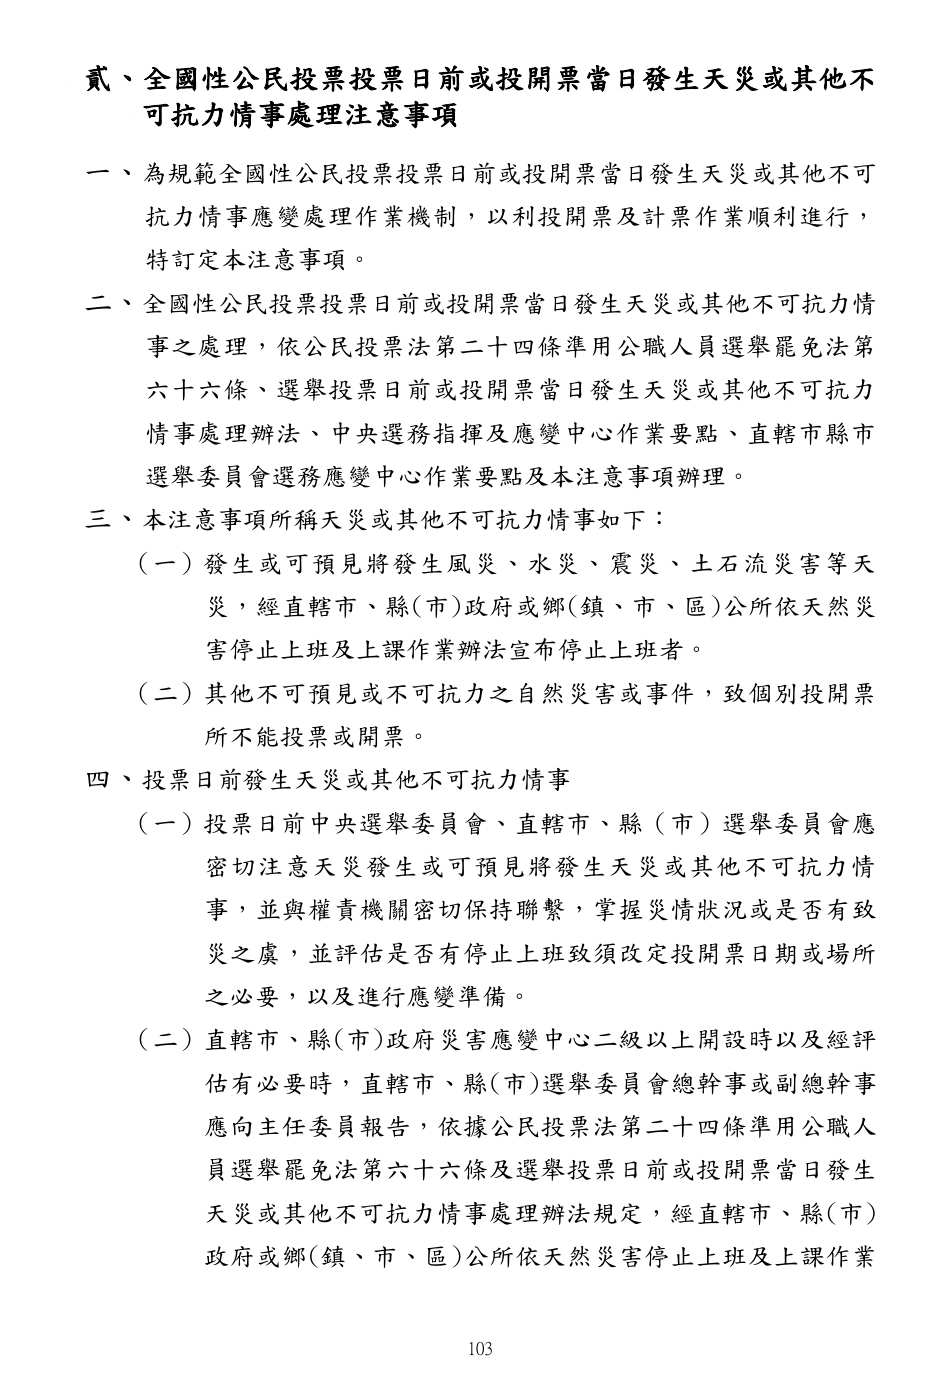 貳、全國性公民投票投票日前或投開票當日發生天災或其他不
可抗力情事處理注意事項
一、為規範全國性公民投票投票日前或投開票當日發生天災或其他不可
抗力情事應變處理作業機制，以利投開票及計票作業順利進行，
特訂定本注意事項。
二、全國性公民投票投票日前或投開票當日發生天災或其他不可抗力情
事之處理，依公民投票法第二十四條準用公職人員選舉罷免法第
六十六條、選舉投票日前或投開票當日發生天災或其他不可抗力
情事處理辦法、中央選務指揮及應變中心作業要點、直轄市縣市
選舉委員會選務應變中心作業要點及本注意事項辦理。
三、本注意事項所稱天災或其他不可抗力情事如下：
（一）發生或可預見將發生風災、水災、震災、土石流災害等天
災，經直轄市、縣(市)政府或鄉(鎮、市、區)公所依天然災
害停止上班及上課作業辦法宣布停止上班者。
（二）其他不可預見或不可抗力之自然災害或事件，致個別投開票
所不能投票或開票。
四、投票日前發生天災或其他不可抗力情事
（一）投票日前中央選舉委員會、直轄市、縣（市）選舉委員會應
密切注意天災發生或可預見將發生天災或其他不可抗力情
事，並與權責機關密切保持聯繫，掌握災情狀況或是否有致
災之虞，並評估是否有停止上班致須改定投開票日期或場所
之必要，以及進行應變準備。
（二）直轄市、縣(市)政府災害應變中心二級以上開設時以及經評
估有必要時，直轄市、縣(市)選舉委員會總幹事或副總幹事
應向主任委員報告，依據公民投票法第二十四條準用公職人
員選舉罷免法第六十六條及選舉投票日前或投開票當日發生
天災或其他不可抗力情事處理辦法規定，經直轄市、縣(市)
政府或鄉(鎮、市、區)公所依天然災害停止上班及上課作業
103